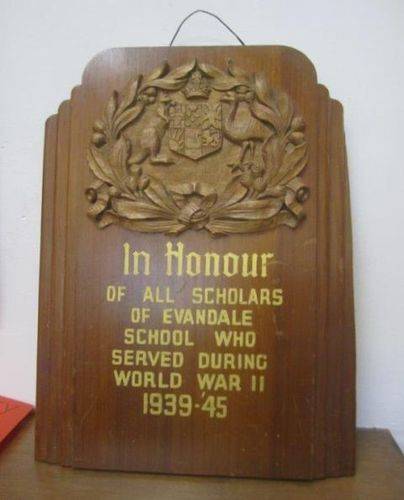 In Honour
OF ALL SCHOLARS
OF EVANDALE
SCHOOL WHO
SERVED DURING
WORLD WAR II
1939-45